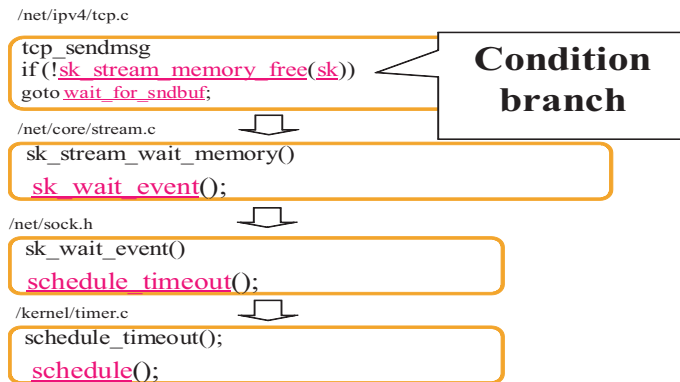 /net/ipv4/tcp.c
tcp_sendmsg
if (!sk_stream_memory_free(sk))
goto wait_for_sndbuf;
Condition
branch
/net/core/stream.c
sk_stream_wait_memory()
sk_wait_event();
/net/sock.h
sk_wait_event()
schedule_timeout();
/kernel/timer.c
schedule_timeout();
schedule();